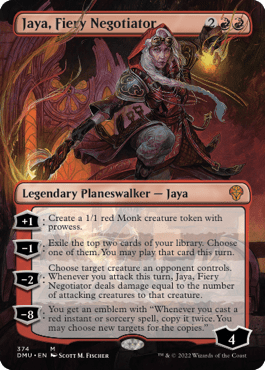 Jaya, Fiery Negotiator 2
Legendary Planeswalker — Jaya
+1 : Create a 1/1 red Monk creature token with
prowess.
−1 : Exile the top two cards of your library. Choose
one of them. You may play that card this turn.
−2 : Choose target creature an opponent controls.
Whenever you attack this turn, Jaya, Fiery
Negotiator deals damage equal to the number
of attacking creatures to that creature.
−8 : You get an emblem with "Whenever you cast a
red instant or sorcery spell, copy it twice. You
may choose new targets for the copies."
4
374 M
DMU • EN SCOTT M. FISCHER ™ & © 2022 Wizards of the Coast